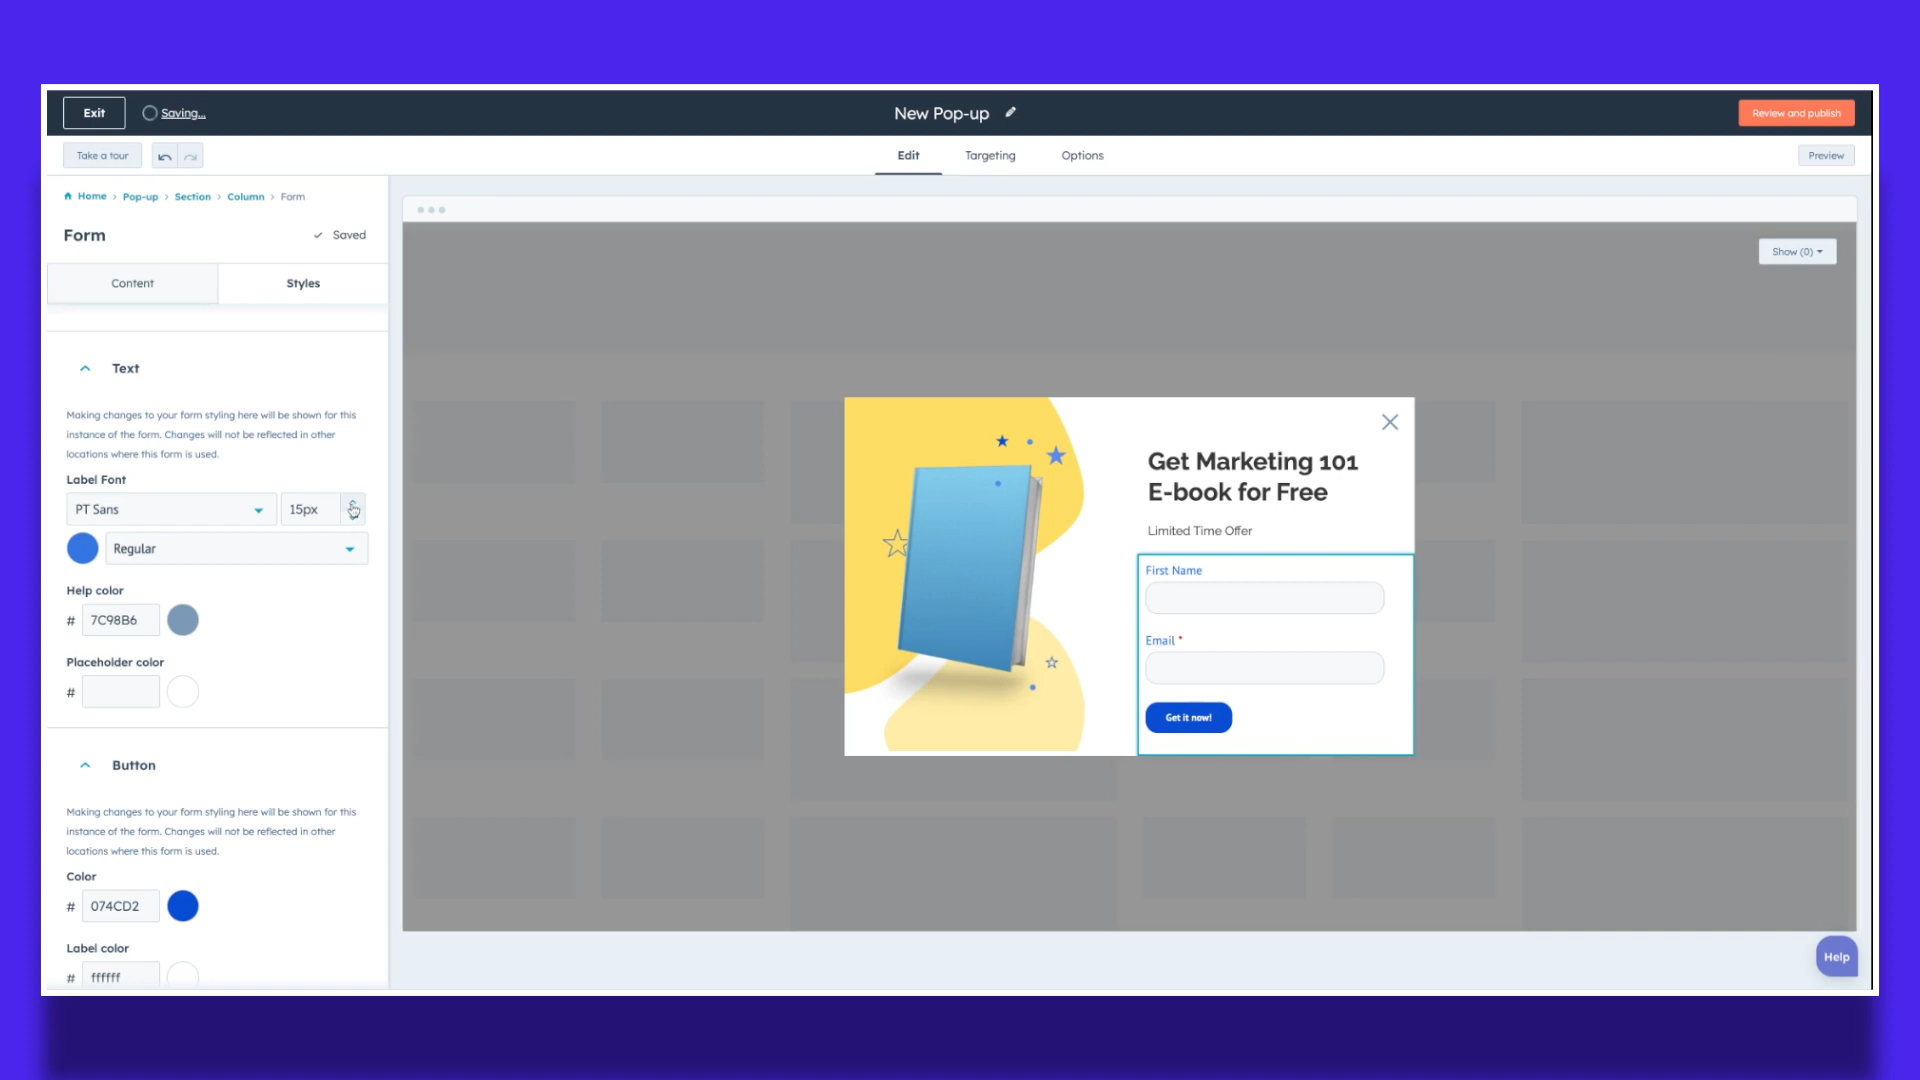 Exit
Saving...
New Pop-up
Review and publish
Take a tour
Edit
Targeting
Options
Preview
Home > Pop-up > Section > Column > Form
Form
Saved
Content
Styles
Show (0)
Text
Making changes to your form styling here will be shown for this
instance of the form. Changes will not be reflected in other
locations where this form is used.
Label Font
PT Sans
15px
Regular
Help color
# 7C98B6
Placeholder color
#
Button
Making changes to your form styling here will be shown for this
instance of the form. Changes will not be reflected in other
locations where this form is used.
Color
# 074CD2
Label color
# ffffff
Get Marketing 101
E-book for Free
Limited Time Offer
First Name
Email *
Get it now!
Help